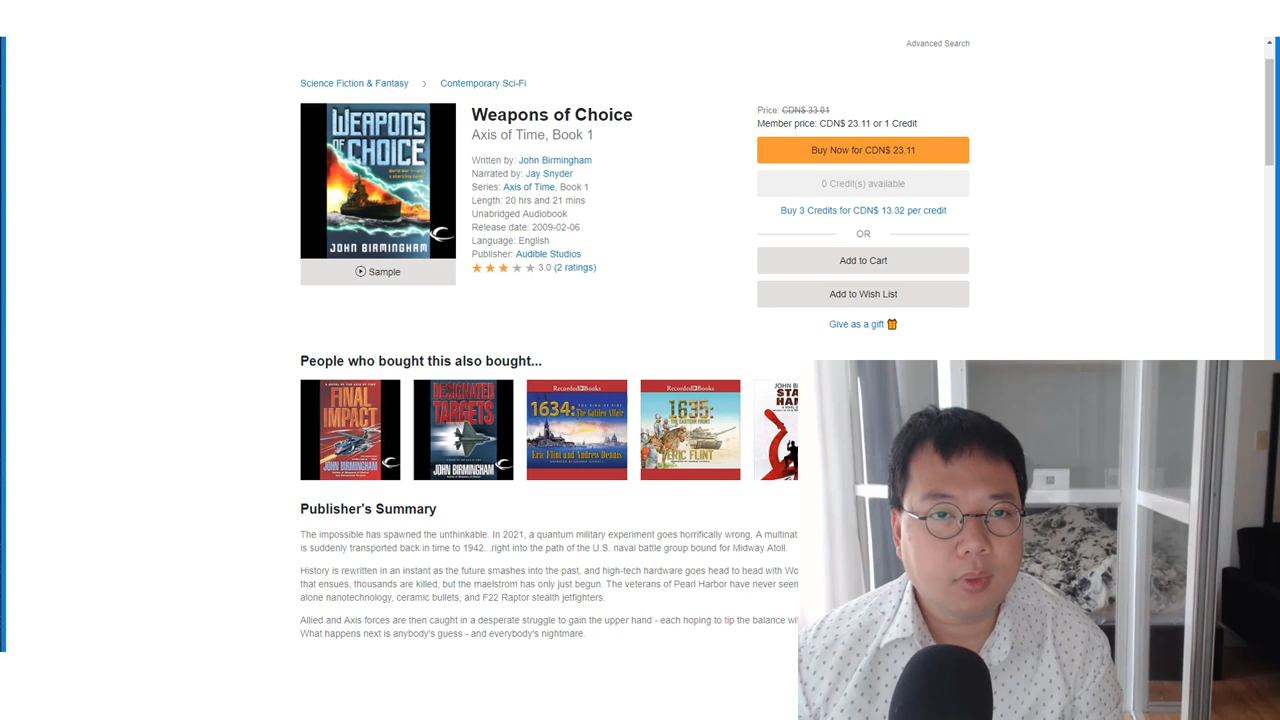 Advanced Search
Science Fiction & Fantasy > Contemporary Sci-Fi
WEAPONS
OF
CHOICE
JOHN BIRMINGHAM
Sample
Weapons of Choice
Axis of Time, Book 1
Written by: John Birmingham
Narrated by: Jay Snyder
Series: Axis of Time, Book 1
Length: 20 hrs and 21 mins
Unabridged Audiobook
Release date: 2009-02-06
Language: English
Publisher: Audible Studios
3.0 (2 ratings)
Price: CDN$ 33.01
Member price: CDN$ 23.11 or 1 Credit
Buy Now for CDN$ 23.11
0 Credit(s) available
Buy 3 Credits for CDN$ 13.32 per credit
OR
Add to Cart
Add to Wish List
Give as a gift
People who bought this also bought...
FINAL
IMPACT
JOHN BIRMINGHAM
DESIGNATED
TARGETS
JOHN
BIRMINGHAM
Recorded Books
1634: THE RING OF FIRE
The Galileo Affair
Eric Flint and Andrew Dennis
Recorded Books
1635:
THE EASTERN FRONT
ERIC FLINT
JOHN B
STA
HAM
Publisher's Summary
The impossible has spawned the unthinkable. In 2021, a quantum military experiment goes horrifically wrong. A multinat
is suddenly transported back in time to 1942...right into the path of the U.S. naval battle group bound for Midway Atoll.
History is rewritten in an instant as the future smashes into the past, and high-tech hardware goes head to head with Wo
that ensues, thousands are killed, but the maelstrom has only just begun. The veterans of Pearl Harbor have never seen
alone nanotechnology, ceramic bullets, and F22 Raptor stealth jetfighters.
Allied and Axis forces are then caught in a desperate struggle to gain the upper hand - each hoping to tip the balance wi
What happens next is anybody's guess - and everybody's nightmare.